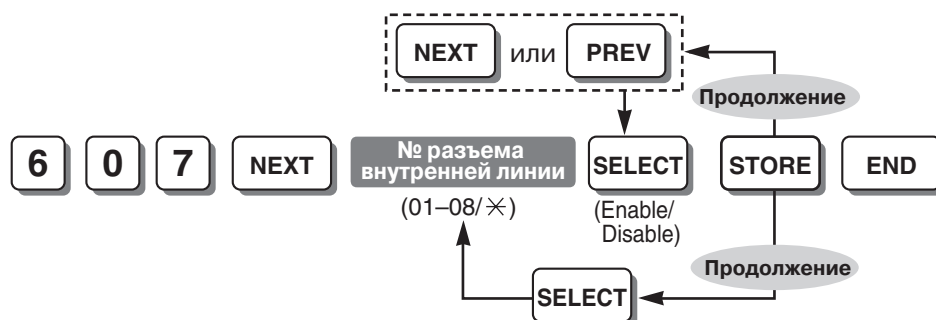 NEXT или PREV
Продолжение
6 0 7 NEXT № разъема внутренней линии SELECT STORE END
(01–08/✳)
(Enable/
Disable)
Продолжение
SELECT